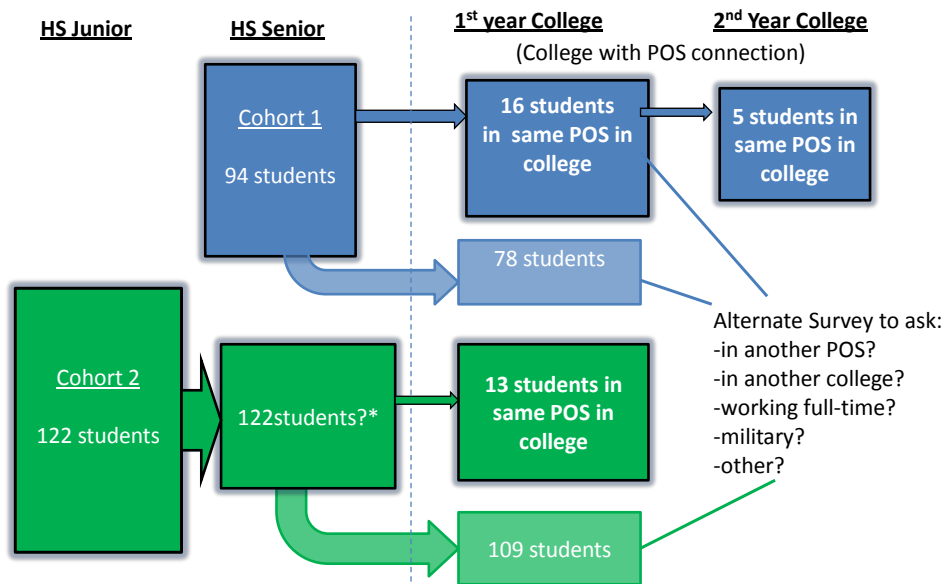 HS Junior
HS Senior
1st year College
2nd Year College
(College with POS connection)
Cohort 1
94 students
16 students
in same POS in
college
5 students in
same POS in
college
78 students
Cohort 2
122 students
122students?*
13 students in
same POS in
college
109 students
Alternate Survey to ask:
-in another POS?
-in another college?
-working full-time?
-military?
-other?